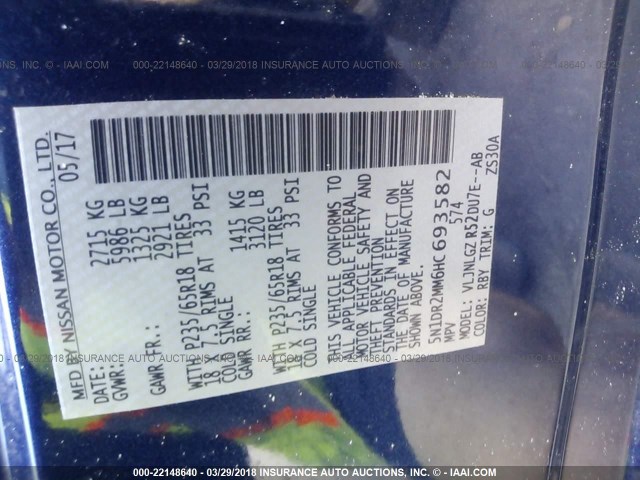 000-22148640 - 03/29/2018 INSURANCE AUTO AUCTIONS, INC. © - IAAI.COM
MFD BY NISSAN MOTOR CO., LTD.
DATE: 05/17
GVWR: 2715 KG
5986 LB
GAWR FR.: 1325 KG
2921 LB
WITH P235/65R18 TIRES
18 X 7.5 RIMS AT 33 PSI
COLD SINGLE
GAWR RR.: 1415 KG
3120 LB
WITH P235/65R18 TIRES
18 X 7.5 RIMS AT 33 PSI
COLD SINGLE
THIS VEHICLE CONFORMS TO
ALL APPLICABLE FEDERAL
MOTOR VEHICLE SAFETY AND
THEFT PREVENTION
STANDARDS IN EFFECT ON
THE DATE OF MANUFACTURE
SHOWN ABOVE.
5N1DR2MM6HC693582
MPV 574
MODEL: VLJNLGZ R52DU7E--AB
COLOR: RBY TRIM: G ZS30A
000-22148640 - 03/29/2018 INSURANCE AUTO AUCTIONS, INC. © - IAAI.COM